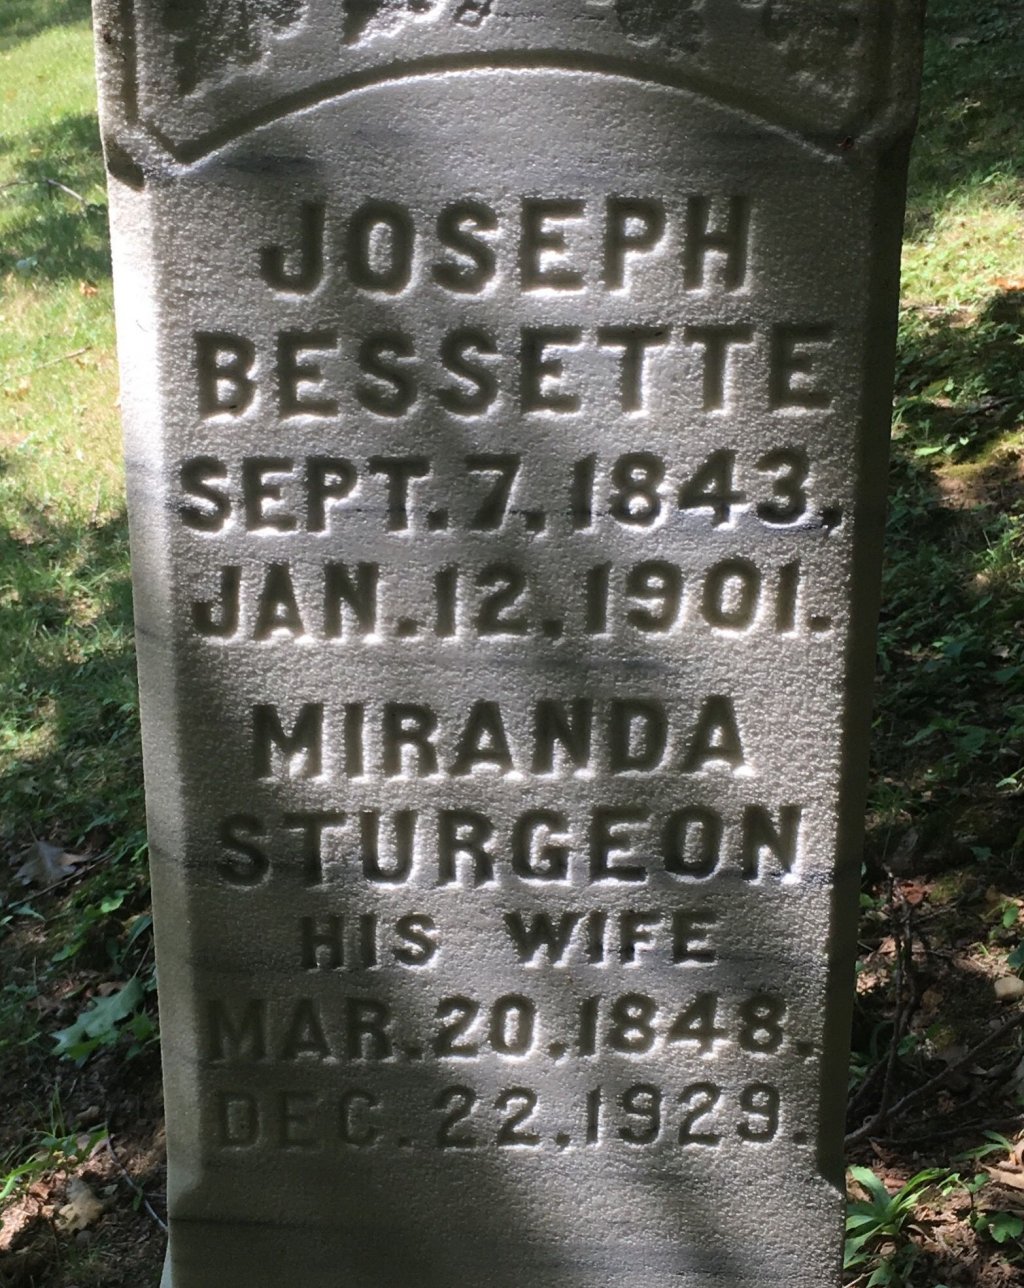 JOSEPH
BESSETTE
SEPT. 7, 1843,
JAN. 12, 1901.
MIRANDA
STURGEON
HIS WIFE
MAR. 20, 1848,
DEC. 22, 1929.